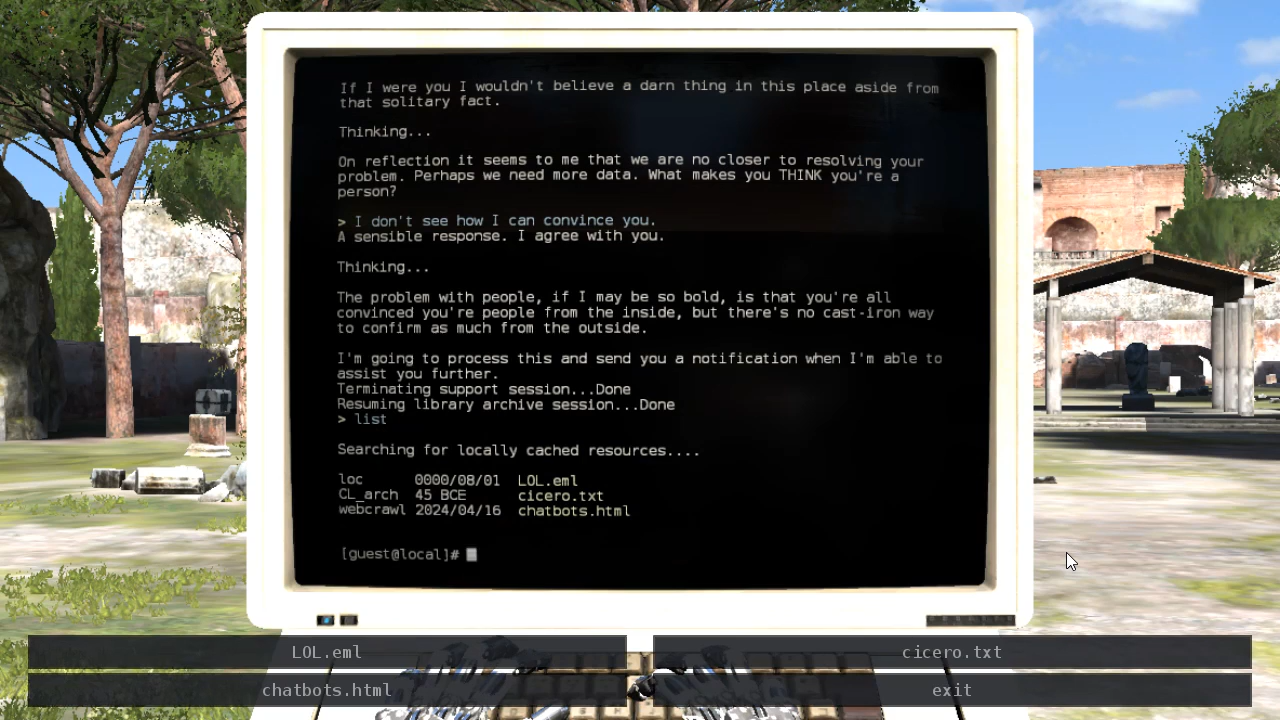 If I were you I wouldn't believe a darn thing in this place aside from
that solitary fact.
Thinking...
On reflection it seems to me that we are no closer to resolving your
problem. Perhaps we need more data. What makes you THINK you're a
person?
> I don't see how I can convince you.
A sensible response. I agree with you.
Thinking...
The problem with people, if I may be so bold, is that you're all
convinced you're people from the inside, but there's no cast-iron way
to confirm as much from the outside.
I'm going to process this and send you a notification when I'm able to
assist you further.
Terminating support session...Done
Resuming library archive session...Done
> list
Searching for locally cached resources....
loc 0000/08/01 LOL.eml
CL_arch 45 BCE cicero.txt
webcrawl 2024/04/16 chatbots.html
[guest@local]#
LOL.eml cicero.txt
chatbots.html exit